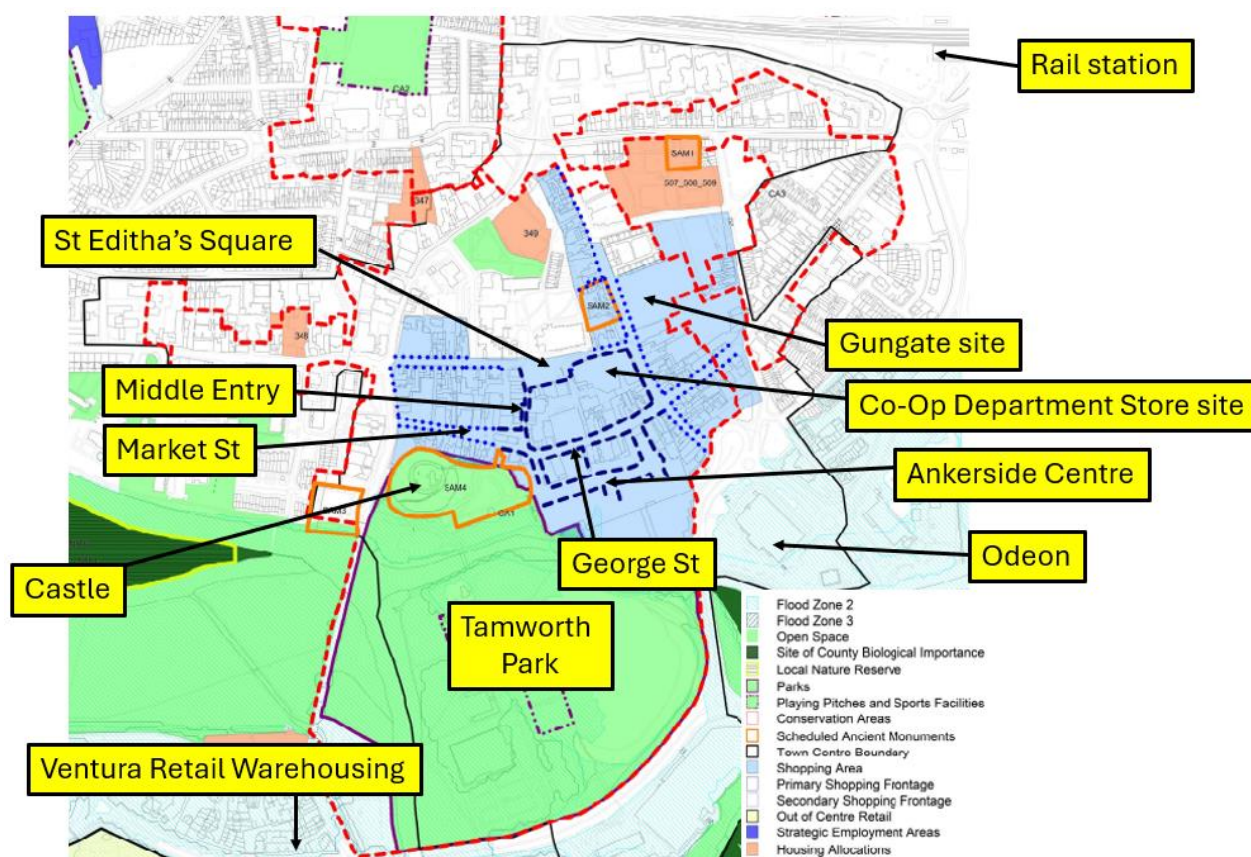 Rail station
CA2
SAM1
507_508_509
347
CA3
St Editha's Square
349
SAM2
Gungate site
348
Middle Entry
Co-Op Department Store site
Market St
Ankerside Centre
SAM4
SAM3
CA1
George St
Odeon
Castle
Tamworth
Park
Ventura Retail Warehousing
Flood Zone 2
Flood Zone 3
Open Space
Site of County Biological Importance
Local Nature Reserve
Parks
Playing Pitches and Sports Facilities
Conservation Areas
Scheduled Ancient Monuments
Town Centre Boundary
Shopping Area
Primary Shopping Frontage
Secondary Shopping Frontage
Out of Centre Retail
Strategic Employment Areas
Housing Allocations